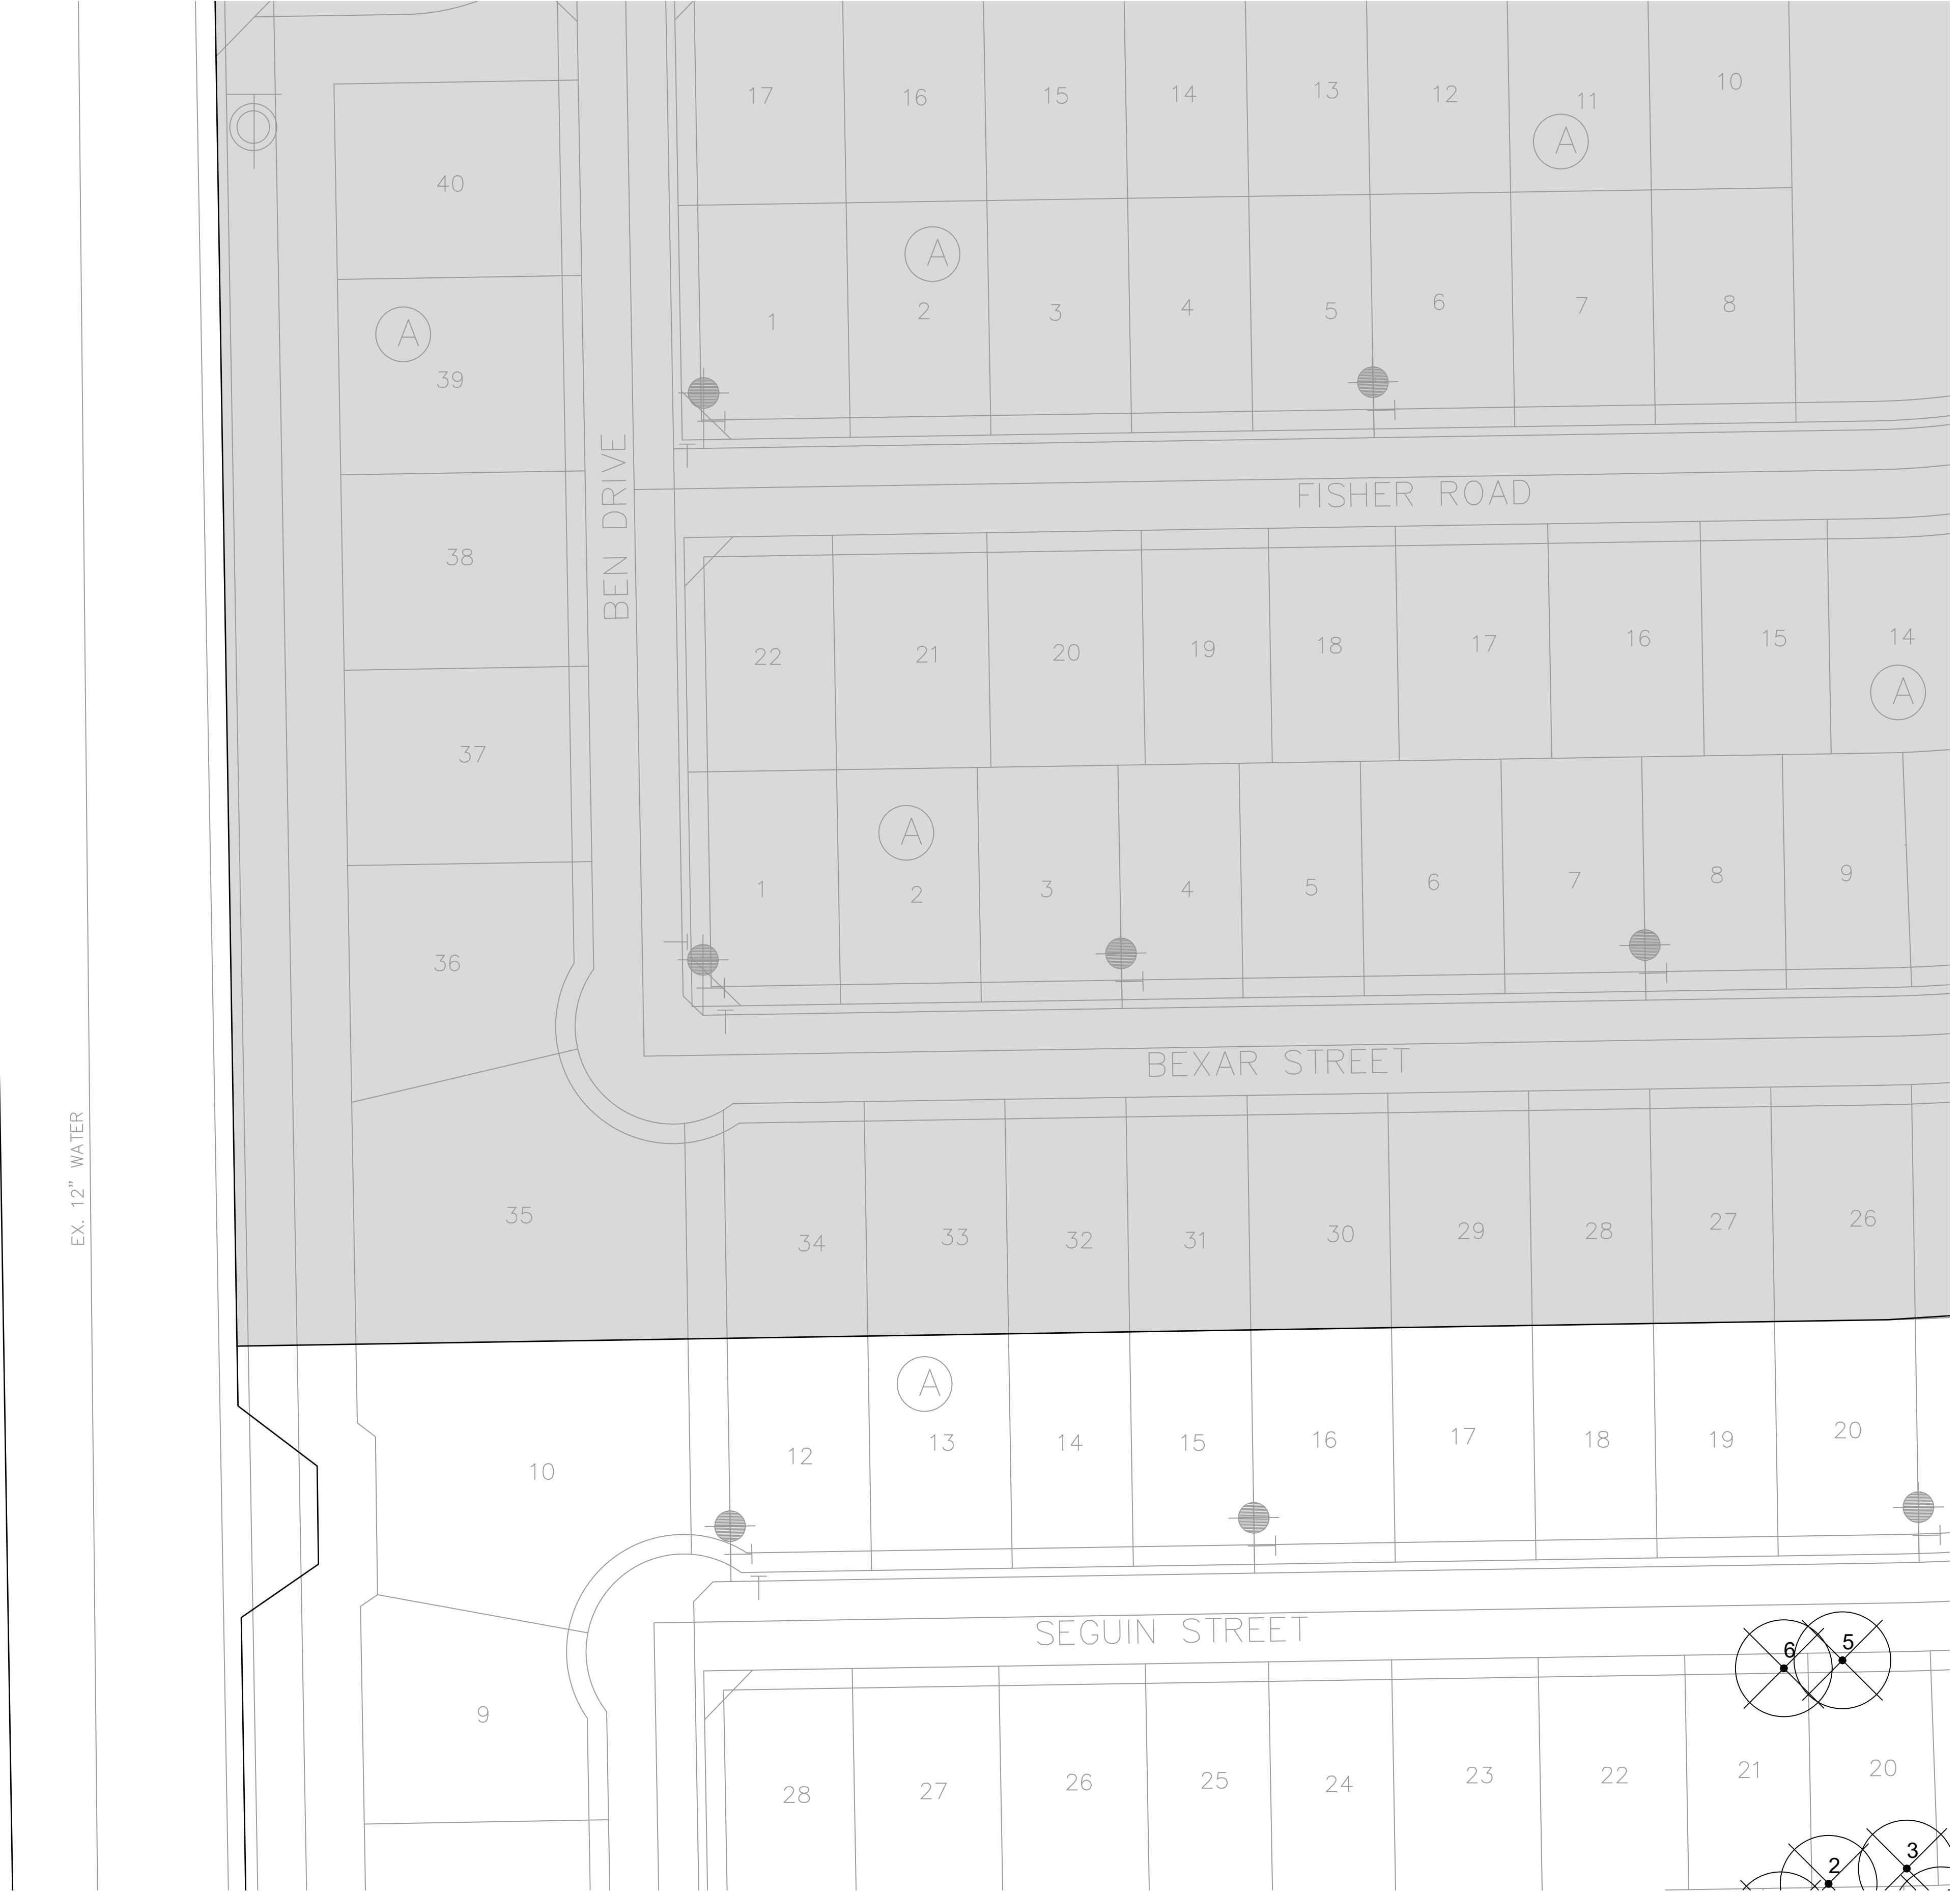 17 16 15 14 13 12 11 10
A
40
A
1 2 3 4 5 6 7 8
A
39
BEN DRIVE
FISHER ROAD
38
22 21 20 19 18 17 16 15 14
A
37
A
1 2 3 4 5 6 7 8 9
36
BEXAR STREET
EX. 12" WATER
35 34 33 32 31 30 29 28 27 26
A
10 12 13 14 15 16 17 18 19 20
SEGUIN STREET
6 5
9
28 27 26 25 24 23 22 21 20
2 3